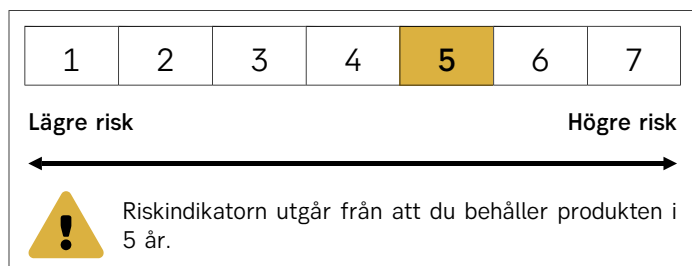 1 2 3 4 5 6 7
Lägre risk Högre risk
Riskindikatorn utgår från att du behåller produkten i
5 år.